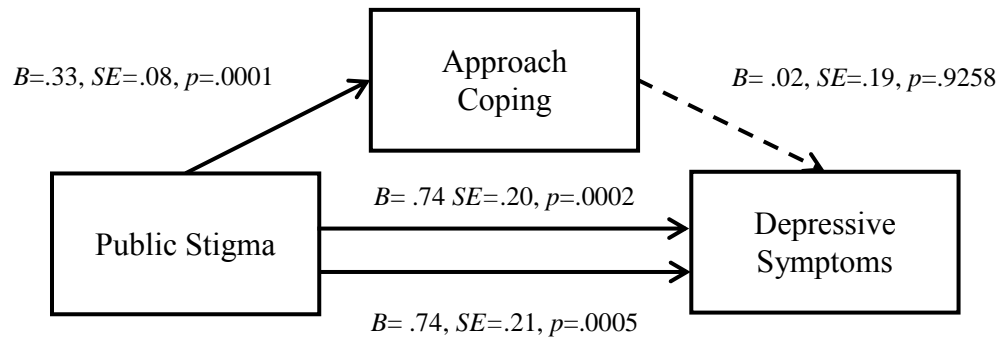 Approach
Coping
B=.33, SE=.08, p=.0001
B= .02, SE=.19, p=.9258
Public Stigma
B= .74 SE=.20, p=.0002
Depressive
Symptoms
B= .74, SE=.21, p=.0005